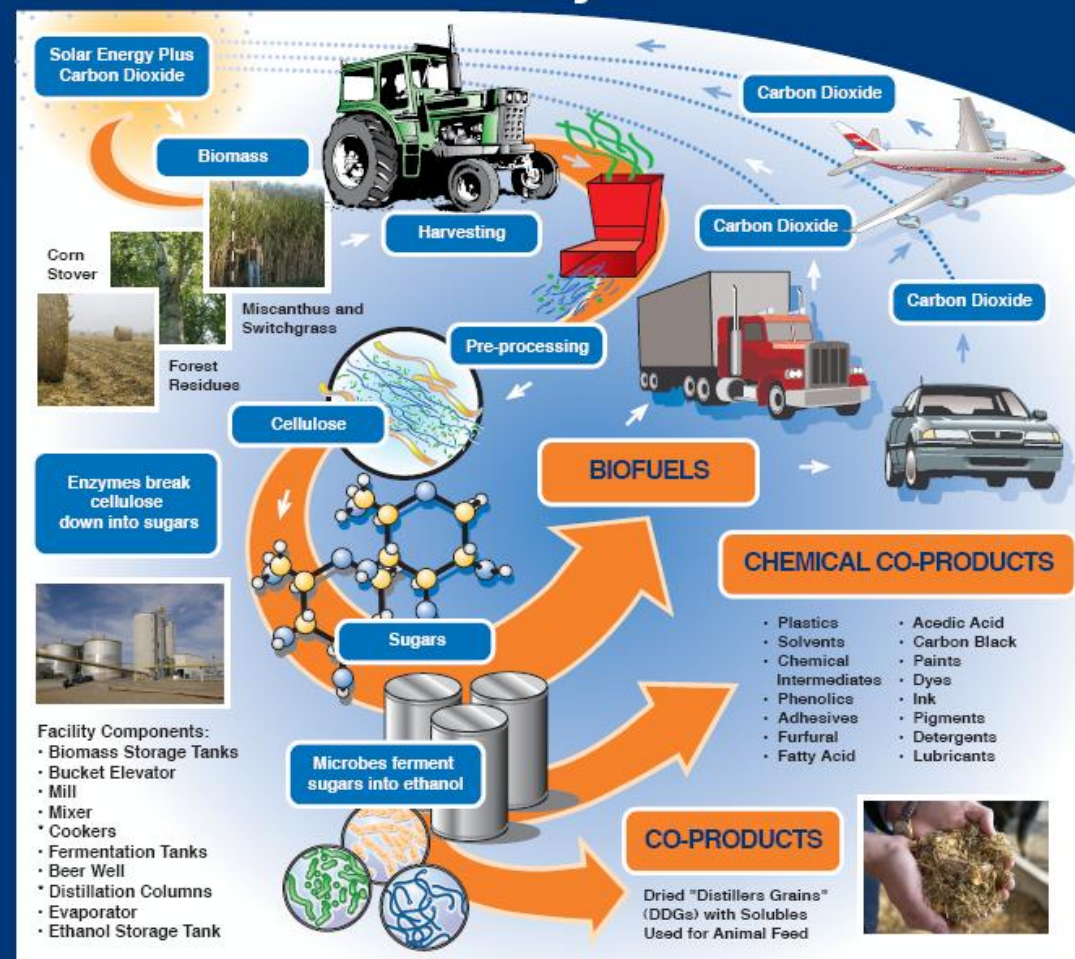 Solar Energy Plus
Carbon Dioxide
Biomass
Harvesting
Corn
Stover
Miscanthus and
Switchgrass
Forest
Residues
Pre-processing
Cellulose
Enzymes break
cellulose
down into sugars
Sugars
Microbes ferment
sugars into ethanol
Carbon Dioxide
Carbon Dioxide
Carbon Dioxide
BIOFUELS
CHEMICAL CO-PRODUCTS
· Plastics
· Solvents
· Chemical
Intermediates
· Phenolics
· Adhesives
· Furfural
· Fatty Acid
· Acedic Acid
· Carbon Black
· Paints
· Dyes
· Ink
· Pigments
· Detergents
· Lubricants
CO-PRODUCTS
Dried "Distillers Grains"
(DDGs) with Solubles
Used for Animal Feed
Facility Components:
· Biomass Storage Tanks
· Bucket Elevator
· Mill
· Mixer
· Cookers
· Fermentation Tanks
· Beer Well
· Distillation Columns
· Evaporator
· Ethanol Storage Tank